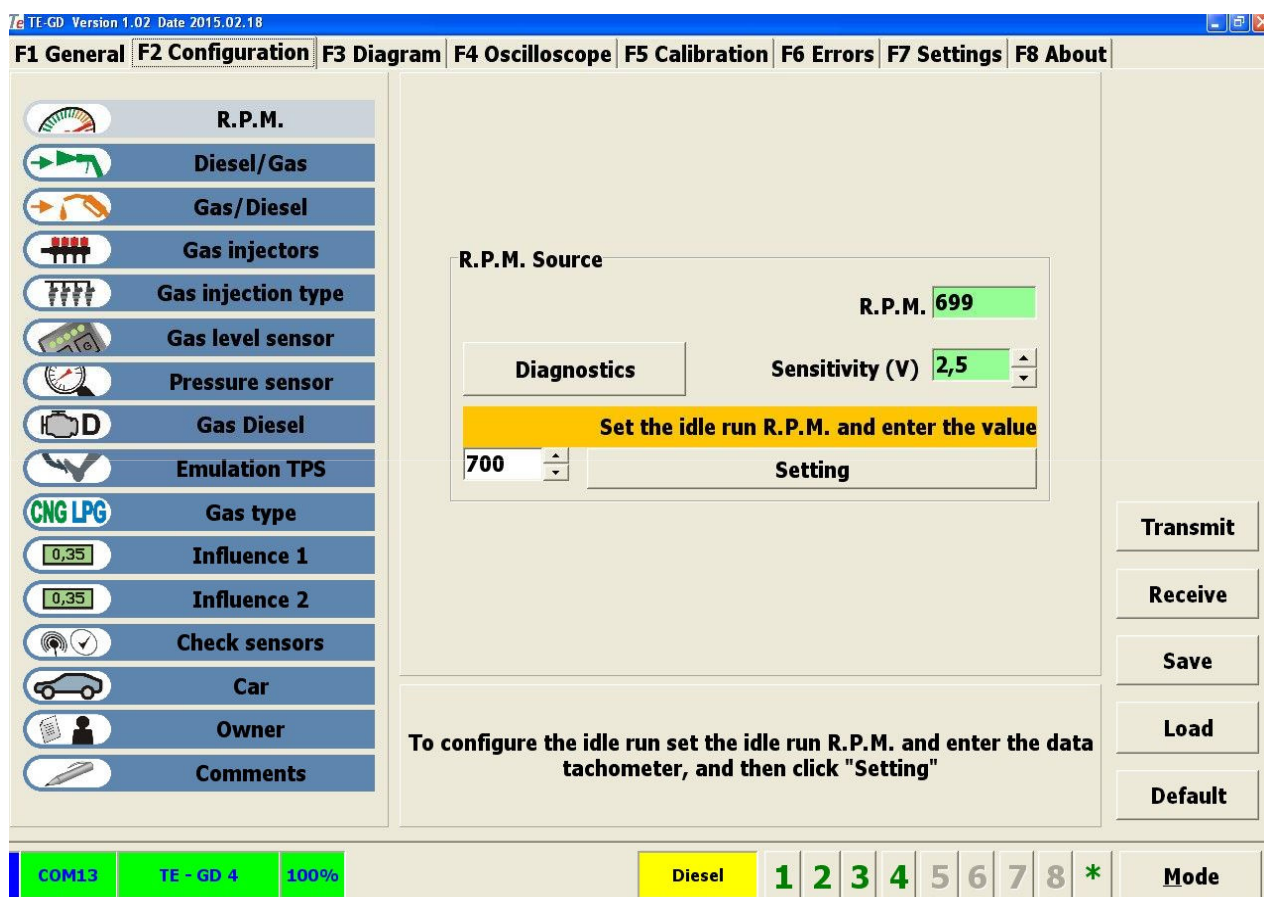 Te TE-GD Version 1.02 Date 2015.02.18
F1 General F2 Configuration F3 Diagram F4 Oscilloscope F5 Calibration F6 Errors F7 Settings F8 About
R.P.M.
Diesel/Gas
Gas/Diesel
Gas injectors
Gas injection type
Gas level sensor
G
Pressure sensor
D Gas Diesel
Emulation TPS
CNG LPG Gas type
0,35 Influence 1
0,35 Influence 2
Check sensors
Car
Owner
Comments
R.P.M. Source
R.P.M. 699
Diagnostics Sensitivity (V) 2,5
Set the idle run R.P.M. and enter the value
700 Setting
To configure the idle run set the idle run R.P.M. and enter the data
tachometer, and then click "Setting"
Transmit
Receive
Save
Load
Default
COM13 TE - GD 4 100% Diesel 1 2 3 4 5 6 7 8 * Mode